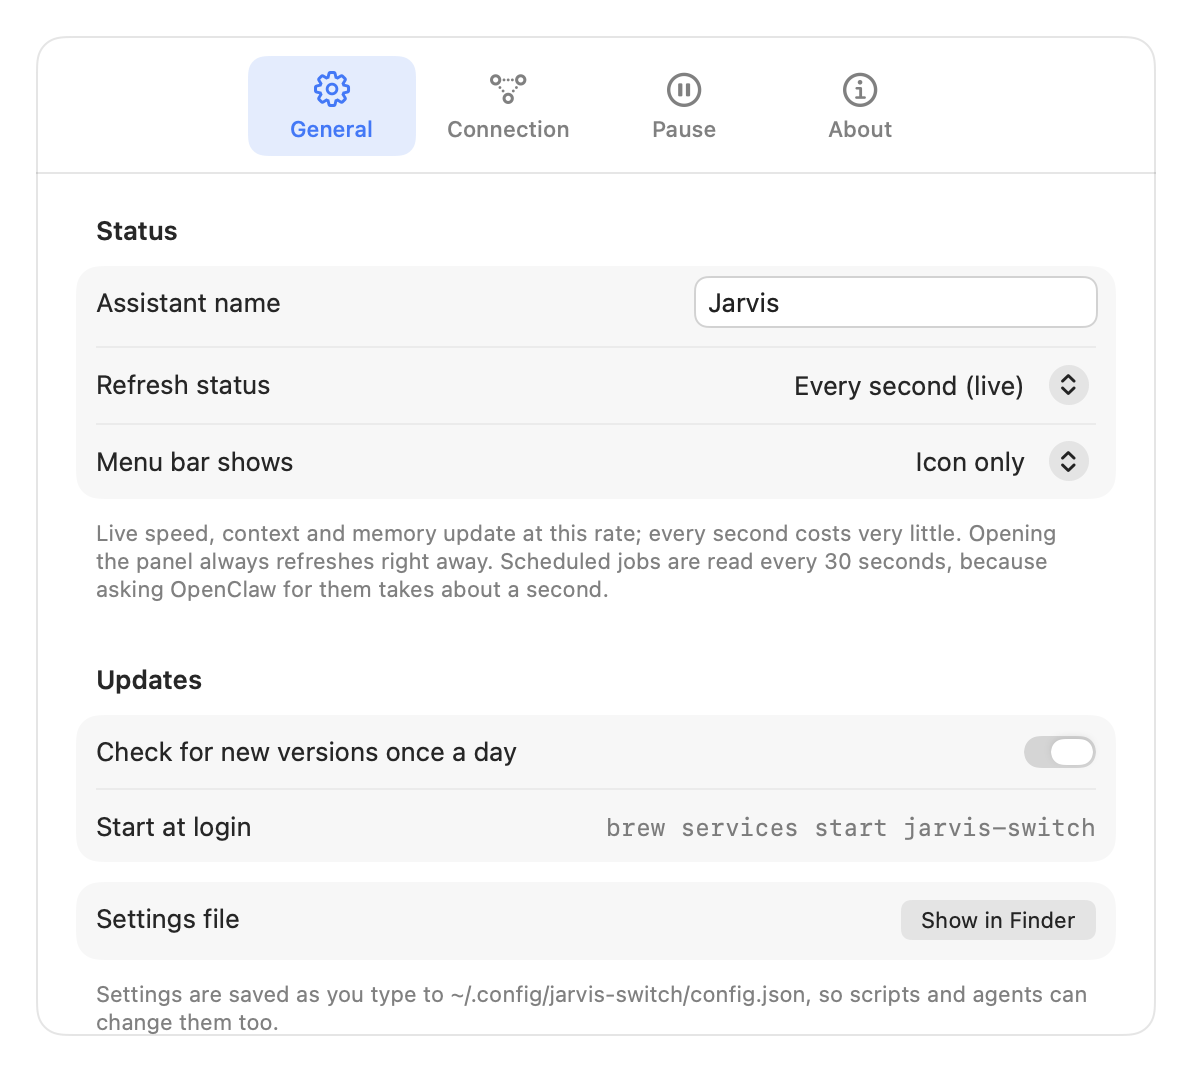 General
Connection
Pause
About
Status
Assistant name
Jarvis
Refresh status
Every second (live)
Menu bar shows
Icon only
Live speed, context and memory update at this rate; every second costs very little. Opening
the panel always refreshes right away. Scheduled jobs are read every 30 seconds, because
asking OpenClaw for them takes about a second.
Updates
Check for new versions once a day
Start at login
brew services start jarvis-switch
Settings file
Show in Finder
Settings are saved as you type to ~/.config/jarvis-switch/config.json, so scripts and agents can
change them too.